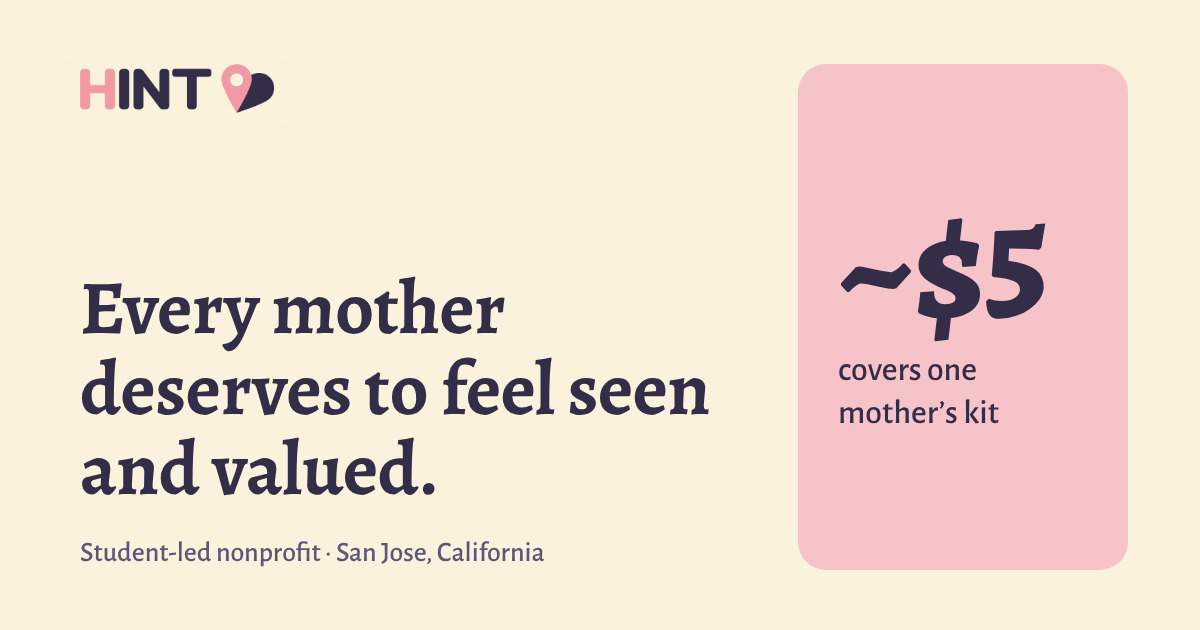 HINT
Every mother
deserves to feel seen
and valued.
Student-led nonprofit · San Jose, California
~$5
covers one
mother’s kit